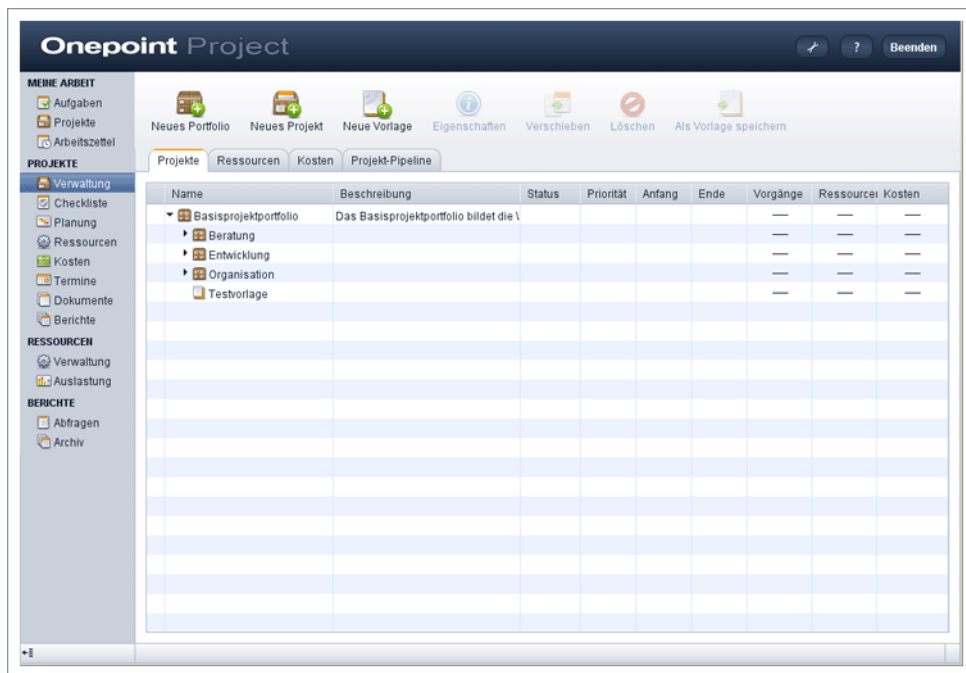 Onepoint Project
? Beenden
MEINE ARBEIT
Aufgaben
Projekte
Arbeitszettel
PROJEKTE
Verwaltung
Checkliste
Planung
Ressourcen
Kosten
Termine
Dokumente
Berichte
RESSOURCEN
Verwaltung
Auslastung
BERICHTE
Abfragen
Archiv
Neues Portfolio Neues Projekt Neue Vorlage Eigenschaften Verschieben Löschen Als Vorlage speichern
Projekte Ressourcen Kosten Projekt-Pipeline
Name Beschreibung Status Priorität Anfang Ende Vorgänge Ressourcen Kosten
Basisprojektportfolio Das Basisprojektportfolio bildet die \ — — —
Beratung — — —
Entwicklung — — —
Organisation — — —
Testvorlage — — —